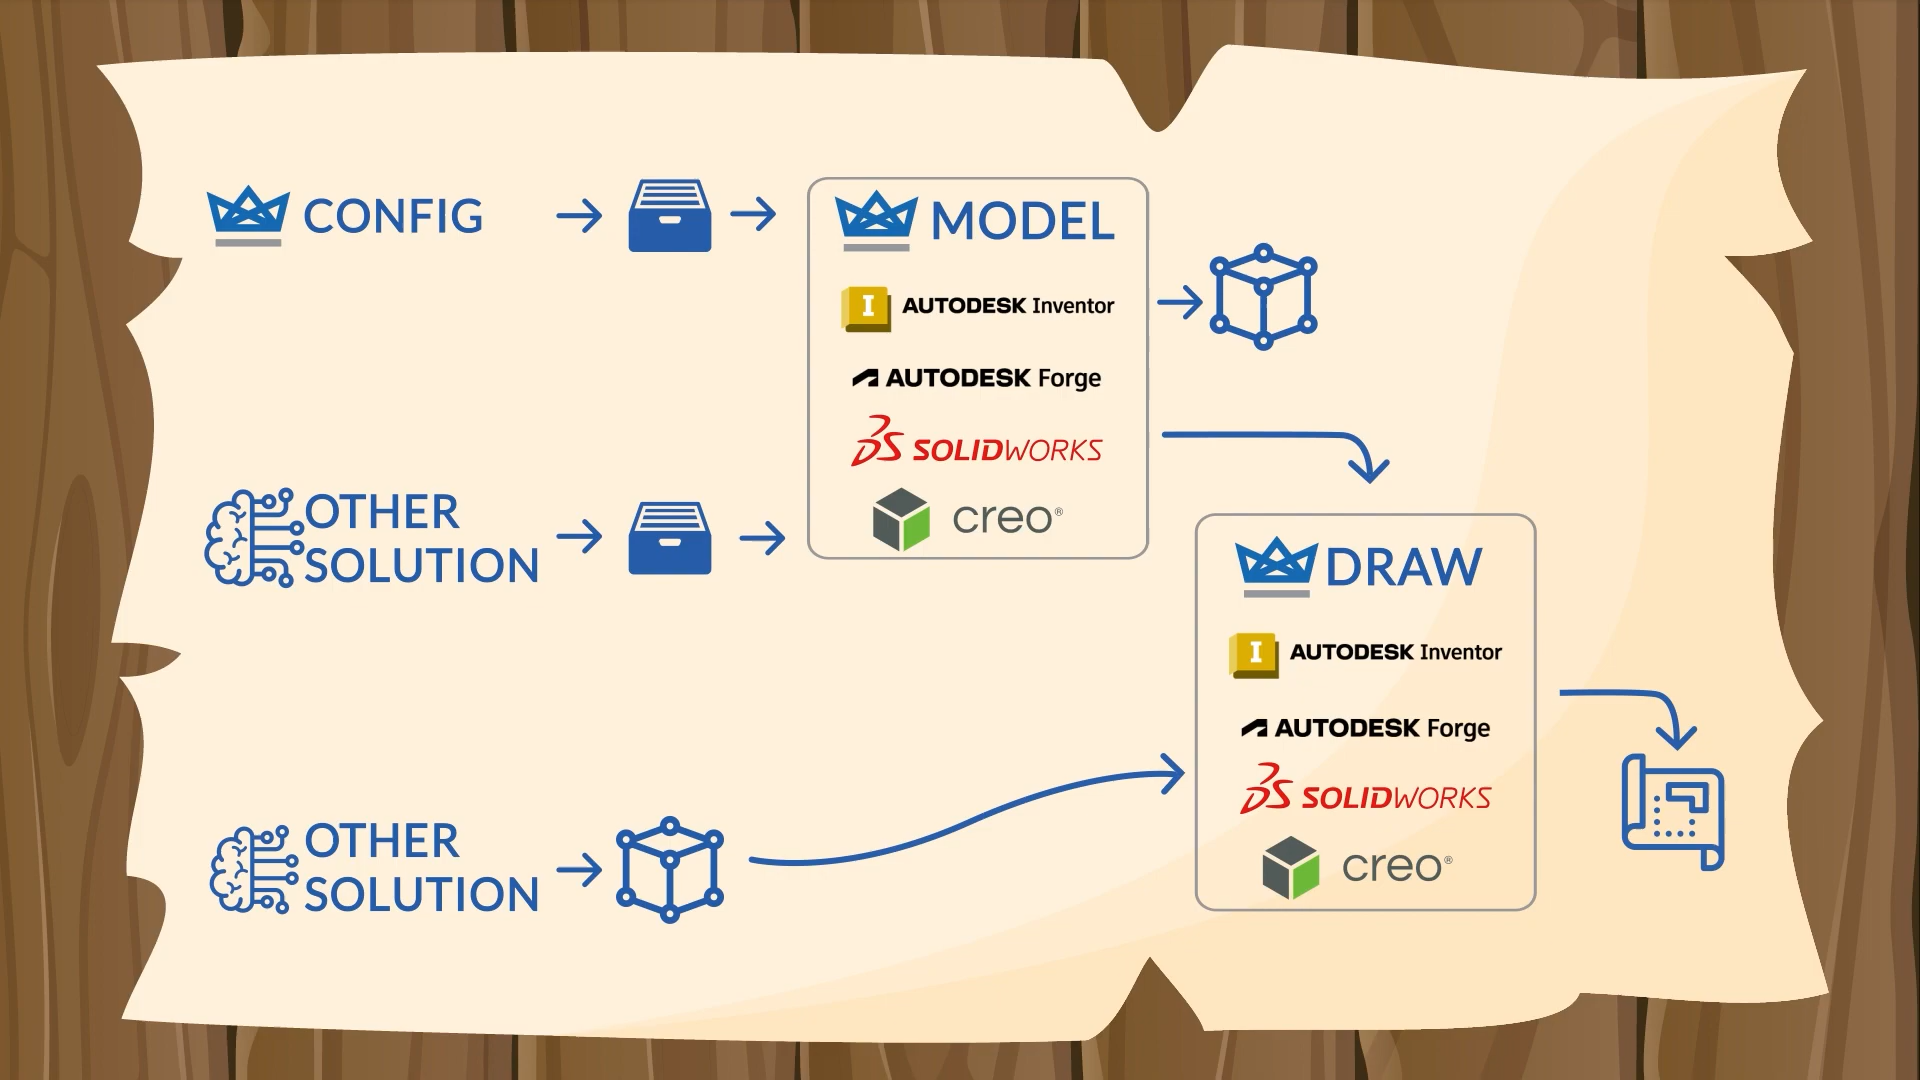 CONFIG
MODEL
AUTODESK Inventor
AUTODESK Forge
SOLIDWORKS
creo®
OTHER
SOLUTION
DRAW
AUTODESK Inventor
AUTODESK Forge
SOLIDWORKS
creo®
OTHER
SOLUTION